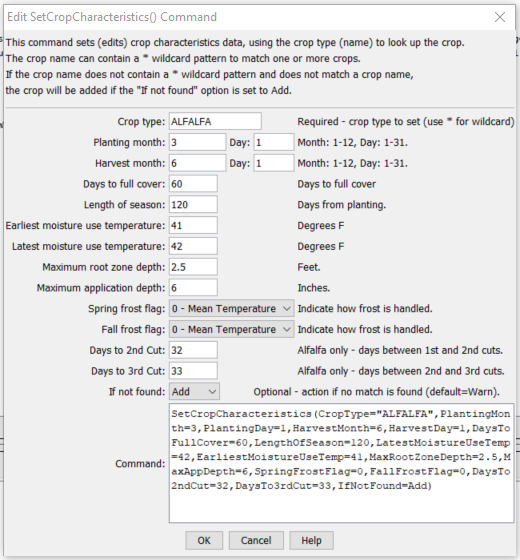 Edit SetCropCharacteristics() Command
This command sets (edits) crop characteristics data, using the crop type (name) to look up the crop.
The crop name can contain a * wildcard pattern to match one or more crops.
If the crop name does not contain a * wildcard pattern and does not match a crop name,
the crop will be added if the "If not found" option is set to Add.
Crop type: ALFALFA Required - crop type to set (use * for wildcard)
Planting month: 3 Day: 1 Month: 1-12, Day: 1-31.
Harvest month: 6 Day: 1 Month: 1-12, Day: 1-31.
Days to full cover: 60 Days to full cover
Length of season: 120 Days from planting.
Earliest moisture use temperature: 41 Degrees F
Latest moisture use temperature: 42 Degrees F
Maximum root zone depth: 2.5 Feet.
Maximum application depth: 6 Inches.
Spring frost flag: 0 - Mean Temperature Indicate how frost is handled.
Fall frost flag: 0 - Mean Temperature Indicate how frost is handled.
Days to 2nd Cut: 32 Alfalfa only - days between 1st and 2nd cuts.
Days to 3rd Cut: 33 Alfalfa only - days between 2nd and 3rd cuts.
If not found: Add Optional - action if no match is found (default=Warn).
Command:
SetCropCharacteristics(CropType="ALFALFA",PlantingMont
h=3,PlantingDay=1,HarvestMonth=6,HarvestDay=1,DaysTo
FullCover=60,LengthOfSeason=120,LatestMoistureUseTemp
=42,EarliestMoistureUseTemp=41,MaxRootZoneDepth=2.5,M
axAppDepth=6,SpringFrostFlag=0,FallFrostFlag=0,DaysTo
2ndCut=32,DaysTo3rdCut=33,IfNotFound=Add)
OK Cancel Help